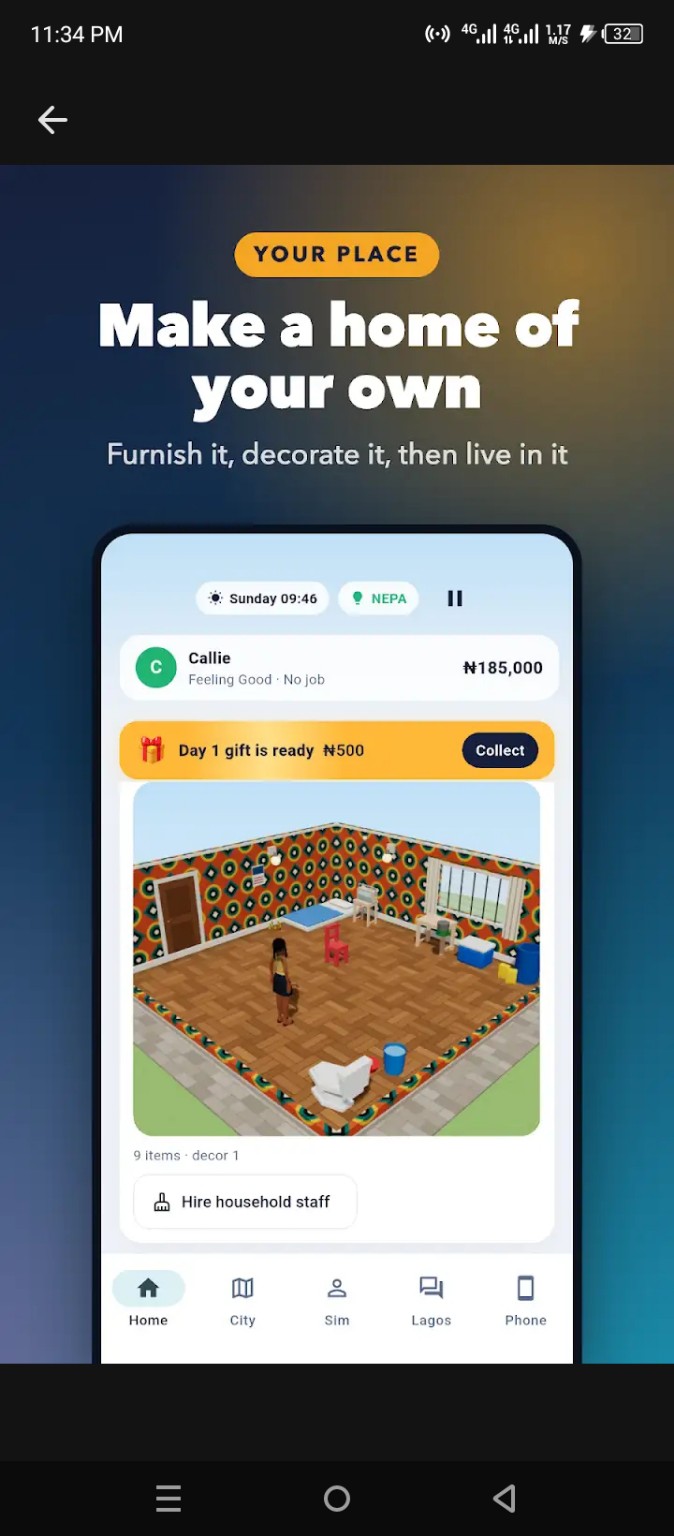 11:34 PM
4G 4G 1.17 M/S 32
YOUR PLACE
Make a home of
your own
Furnish it, decorate it, then live in it
Sunday 09:46 NEPA
C
Callie
Feeling Good · No job
₦185,000
Day 1 gift is ready ₦500 Collect
9 items · decor 1
Hire household staff
Home City Sim Lagos Phone